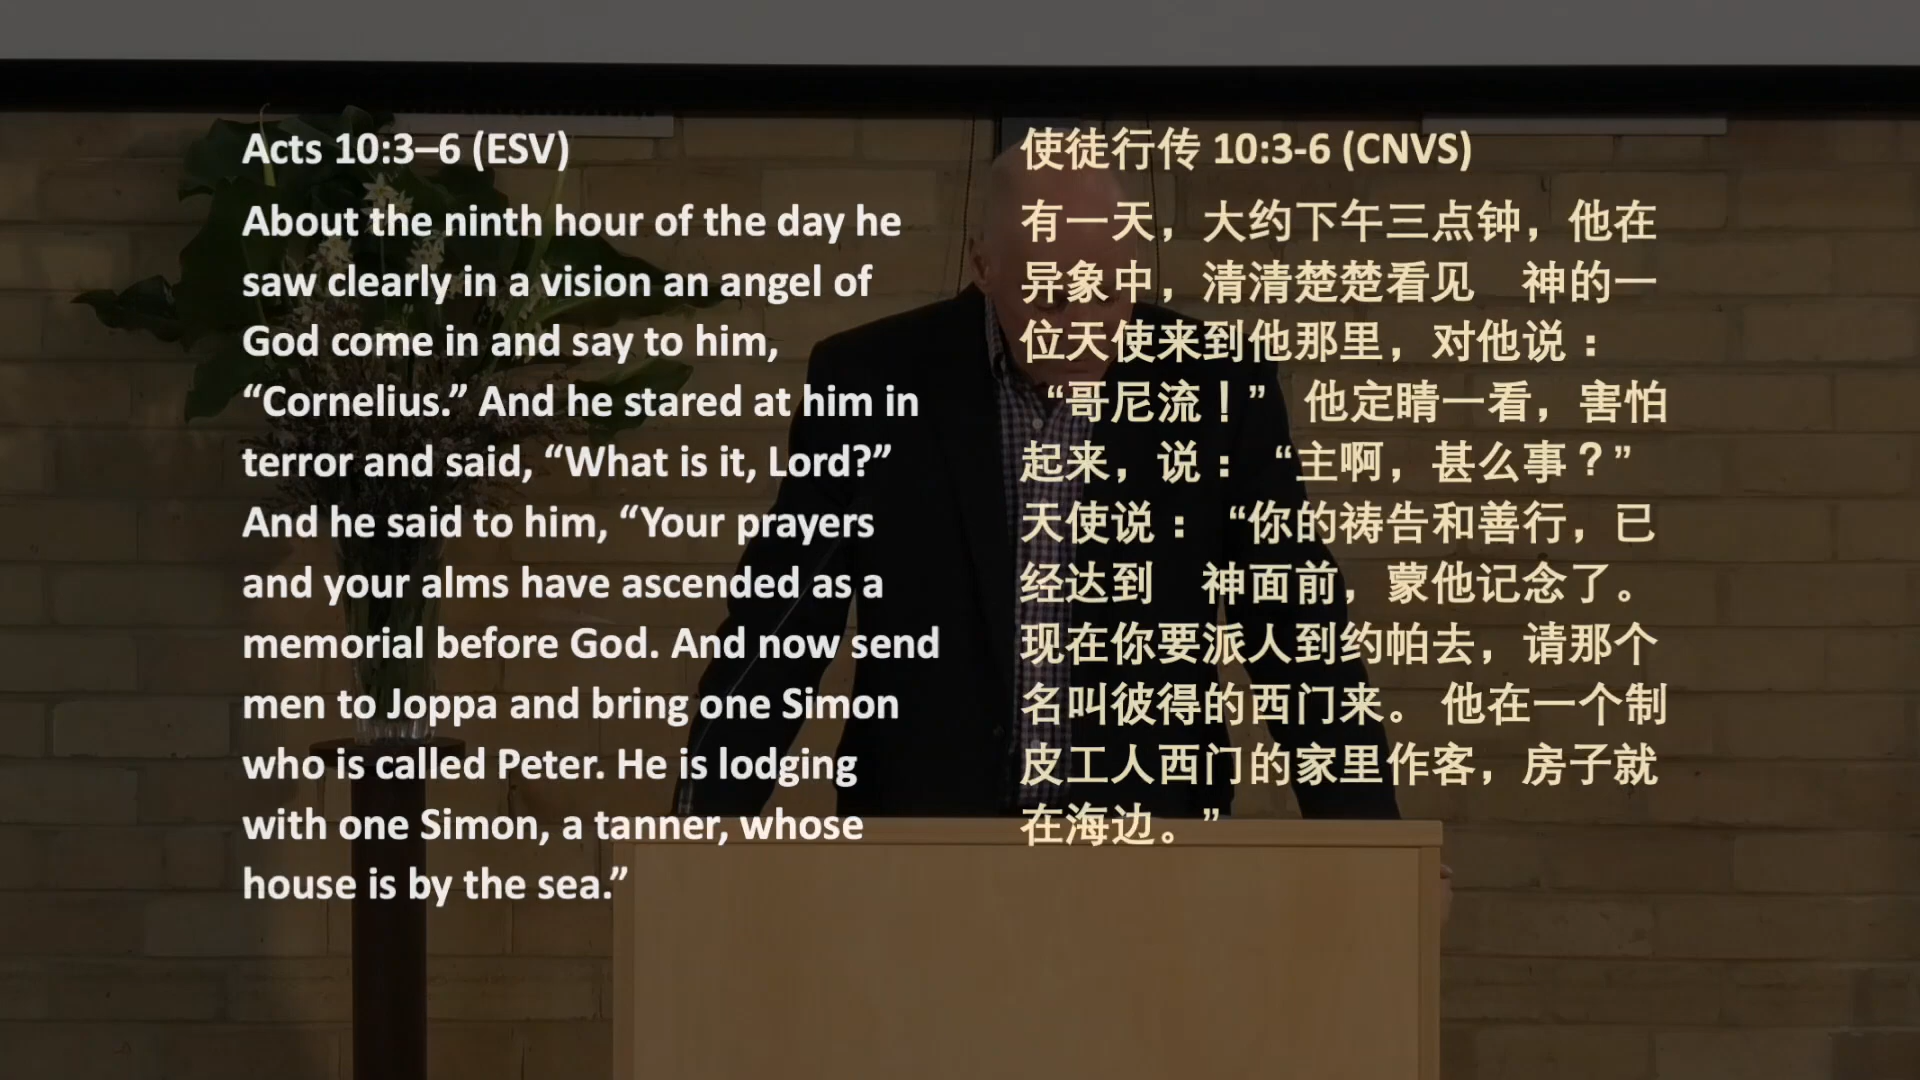 Acts 10:3–6 (ESV)
About the ninth hour of the day he
saw clearly in a vision an angel of
God come in and say to him,
“Cornelius.” And he stared at him in
terror and said, “What is it, Lord?”
And he said to him, “Your prayers
and your alms have ascended as a
memorial before God. And now send
men to Joppa and bring one Simon
who is called Peter. He is lodging
with one Simon, a tanner, whose
house is by the sea.”
使徒行传 10:3-6 (CNVS)
有一天，大约下午三点钟，他在
异象中，清清楚楚看见　神的一
位天使来到他那里，对他说：
“哥尼流！” 他定睛一看，害怕
起来，说：“主啊，甚么事？”
天使说：“你的祷告和善行，已
经达到　神面前，蒙他记念了。
现在你要派人到约帕去，请那个
名叫彼得的西门来。 他在一个制
皮工人西门的家里作客，房子就
在海边。”